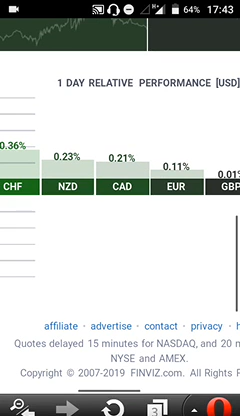 64% 17:43
1 DAY RELATIVE PERFORMANCE [USD]
0.36% 0.23% 0.21% 0.11% 0.01%
CHF NZD CAD EUR GBP
affiliate · advertise · contact · privacy · h
Quotes delayed 15 minutes for NASDAQ, and 20 m
NYSE and AMEX.
Copyright © 2007-2019 FINVIZ.com. All Rights R
3